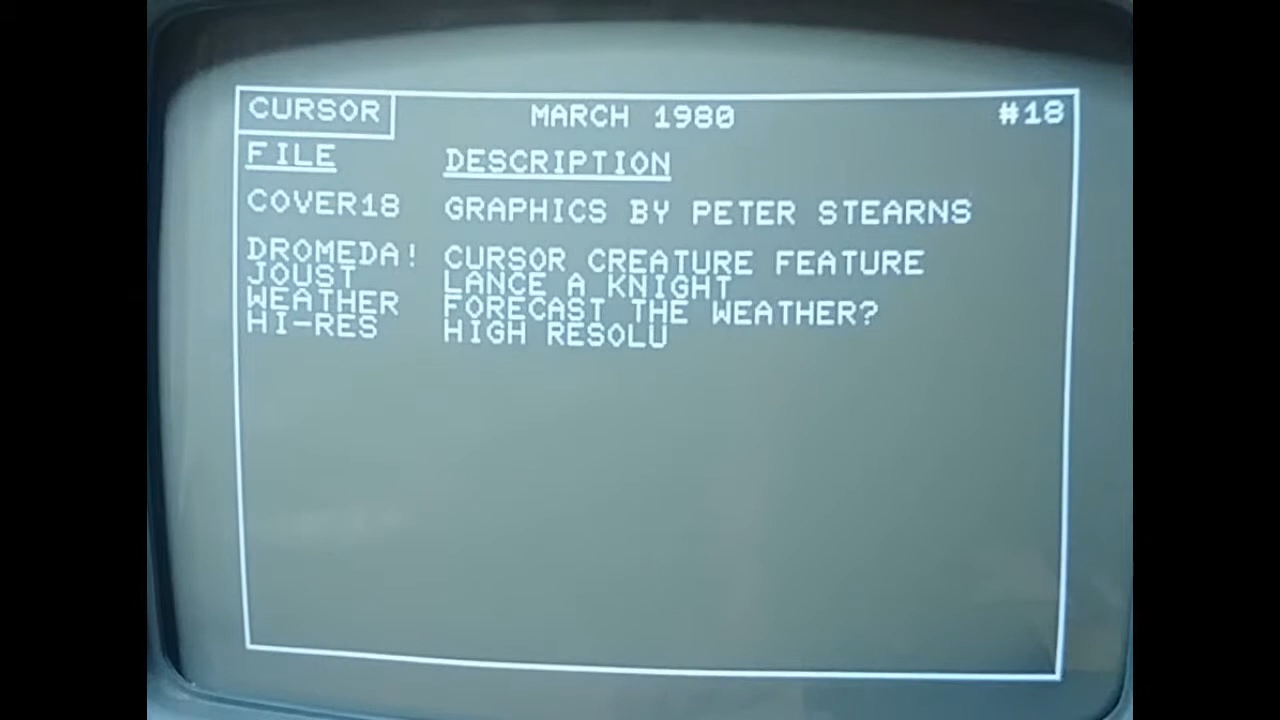 CURSOR MARCH 1980 #18
FILE DESCRIPTION
COVER18 GRAPHICS BY PETER STEARNS
DROMEDA! CURSOR CREATURE FEATURE
JOUST LANCE A KNIGHT
WEATHER FORECAST THE WEATHER?
HI-RES HIGH RESOLU